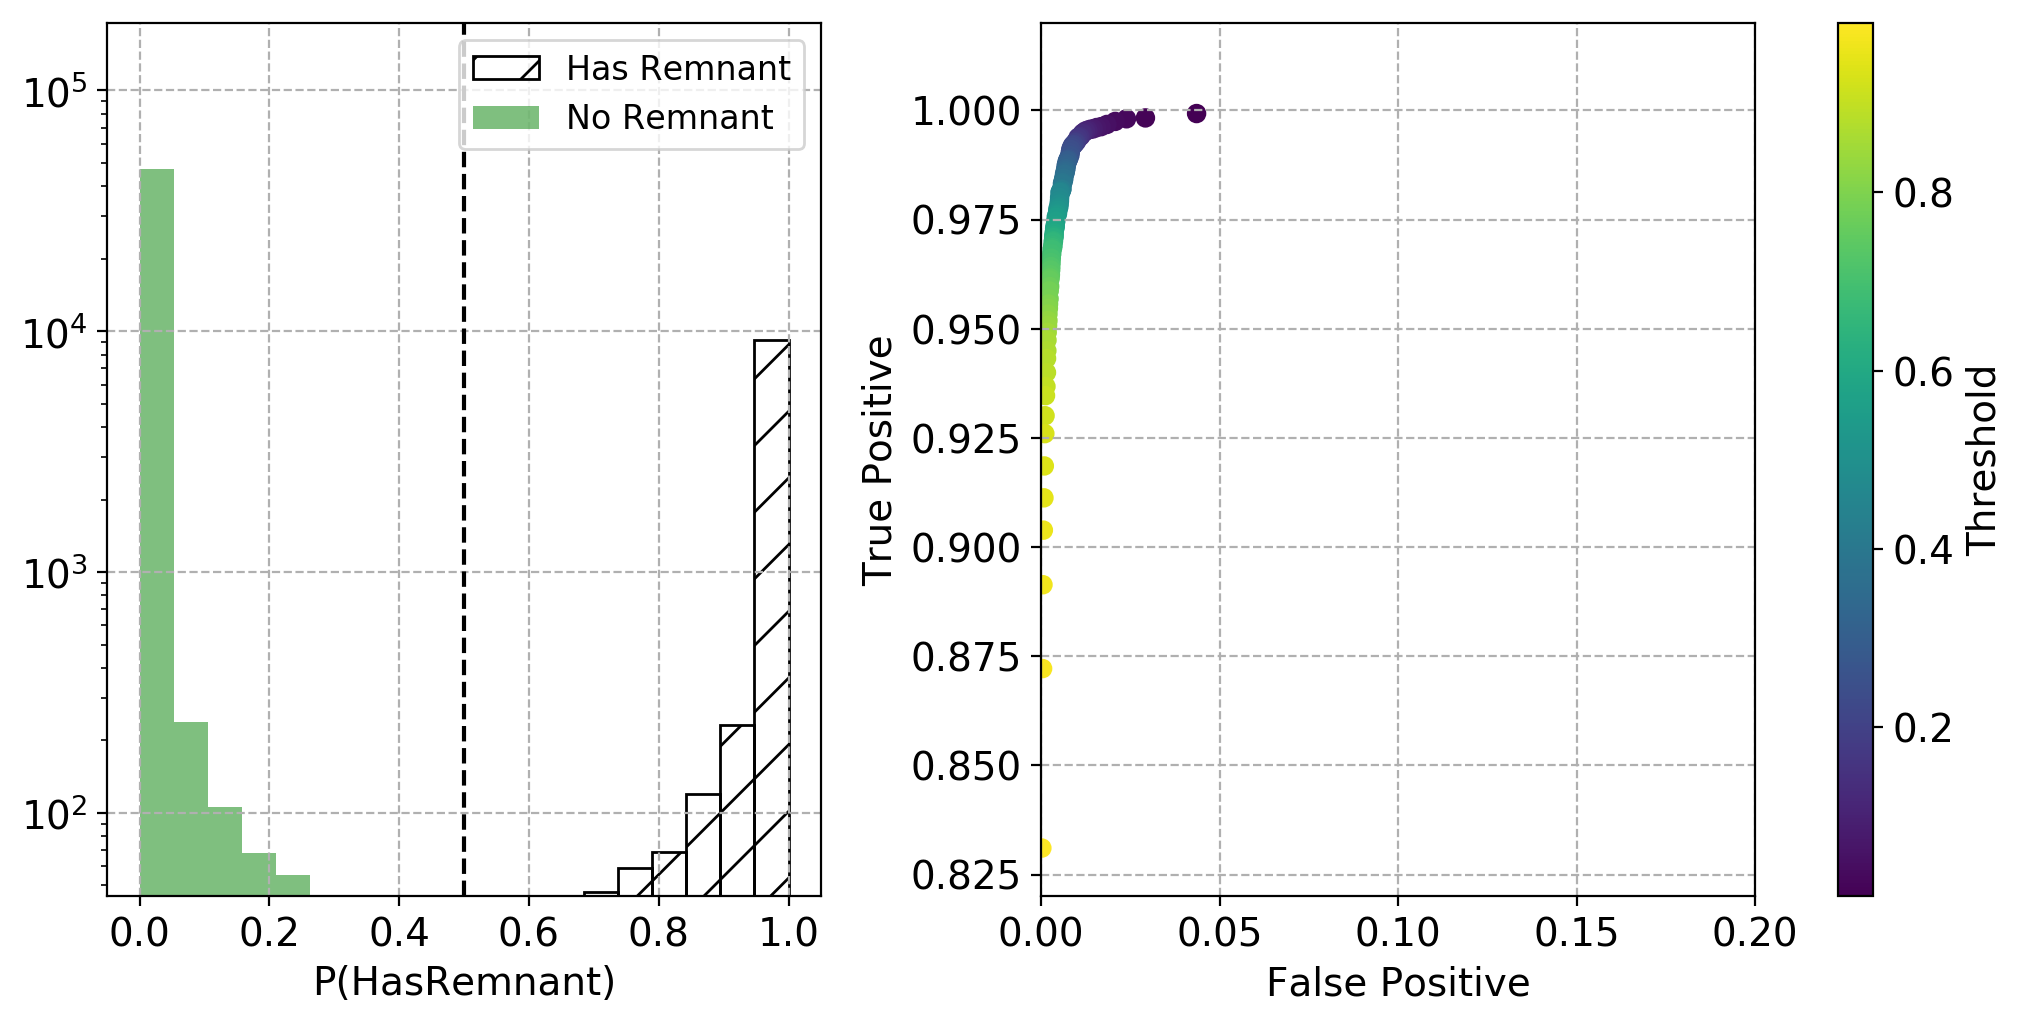 10^5
10^4
10^3
10^2
0.0 0.2 0.4 0.6 0.8 1.0
P(HasRemnant)
Has Remnant
No Remnant
True Positive
1.000
0.975
0.950
0.925
0.900
0.875
0.850
0.825
0.00 0.05 0.10 0.15 0.20
False Positive
0.8
0.6
0.4
0.2
Threshold